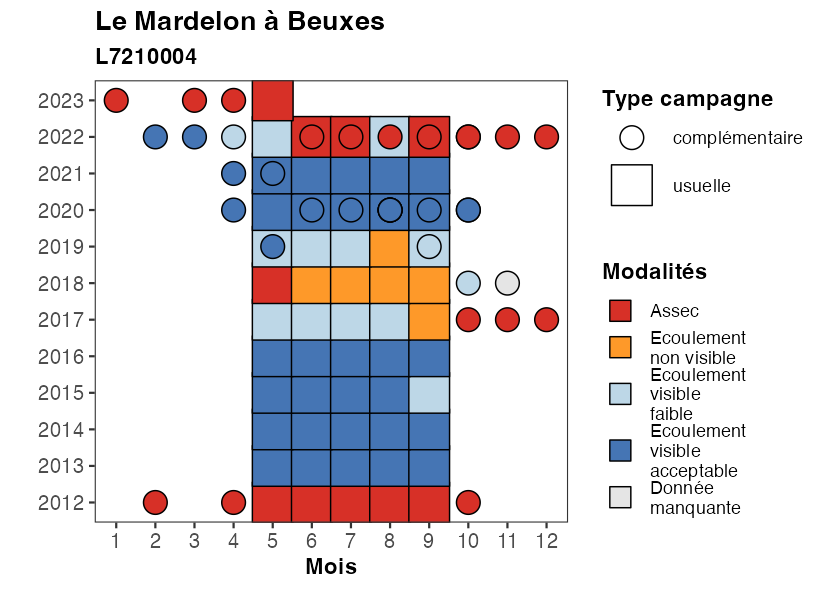 Le Mardelon à Beuxes
L7210004
2023
2022
2021
2020
2019
2018
2017
2016
2015
2014
2013
2012
1 2 3 4 5 6 7 8 9 10 11 12
Mois
Type campagne
complémentaire
usuelle
Modalités
Assec
Ecoulement
non visible
Ecoulement
visible
faible
Ecoulement
visible
acceptable
Donnée
manquante